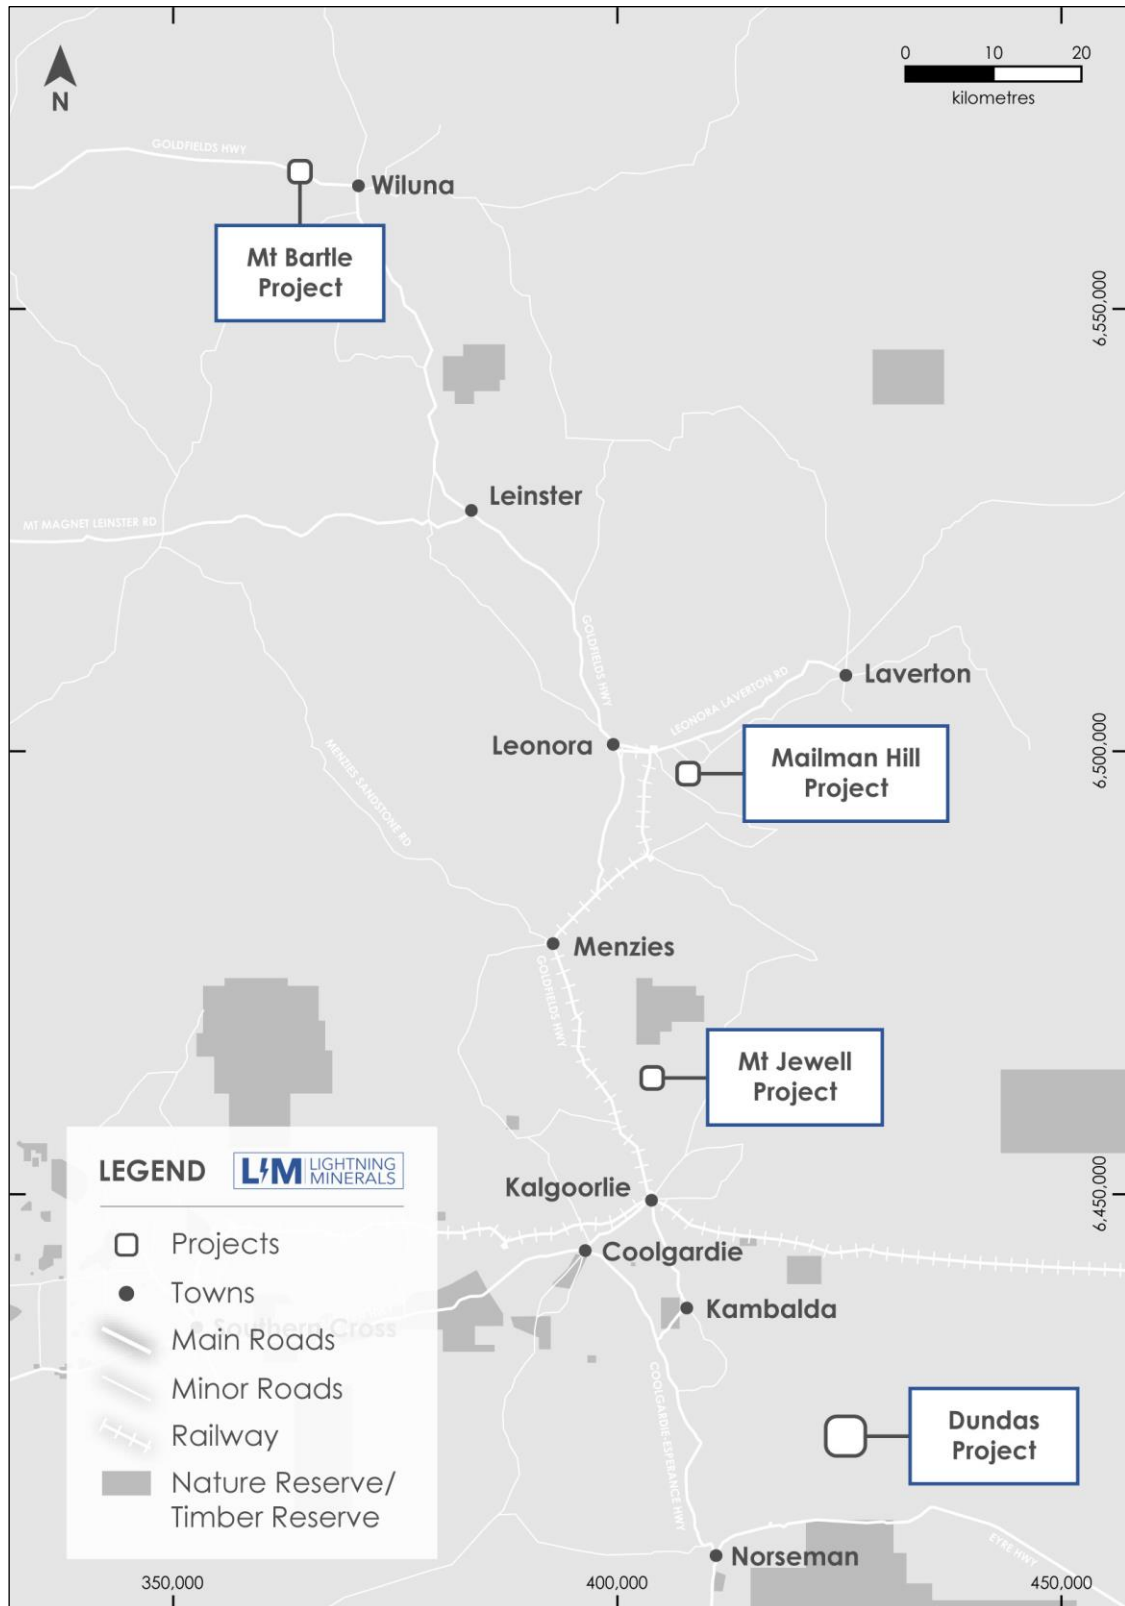 0 10 20
kilometres
N
GOLDFIELDS HWY
Wiluna
Mt Bartle
Project
6,550,000
Leinster
MT MAGNET LEINSTER RD
GOLDFIELDS HWY
Laverton
LEONORA LAVERTON RD
Leonora
6,500,000
Mailman Hill
Project
MENZIES SANDSTONE RD
Menzies
GOLDFIELDS HWY
Mt Jewell
Project
LEGEND
LM LIGHTNING
MINERALS
Projects
Towns
Main Roads
Minor Roads
Railway
Nature Reserve/
Timber Reserve
Southern Cross
Kalgoorlie
6,450,000
Coolgardie
Kambalda
COOLGARDIE-ESPERANCE HWY
Dundas
Project
EYRE HWY
Norseman
350,000
400,000
450,000